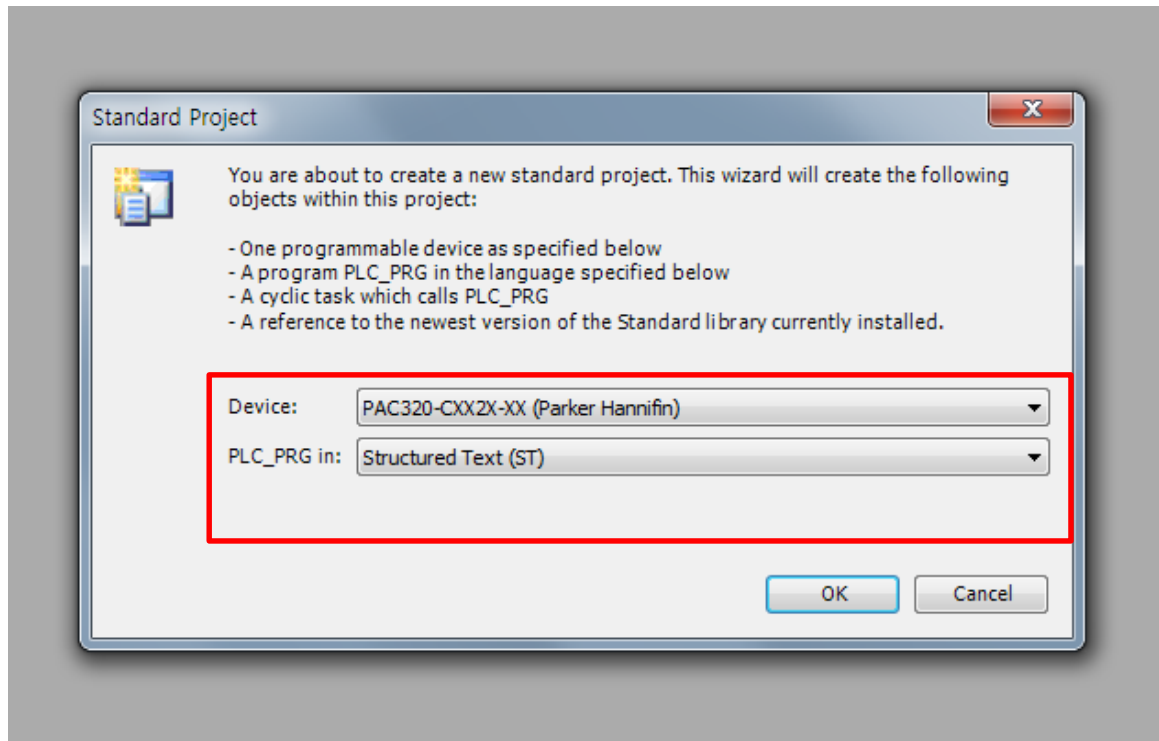 Standard Project
You are about to create a new standard project. This wizard will create the following
objects within this project:
- One programmable device as specified below
- A program PLC_PRG in the language specified below
- A cyclic task which calls PLC_PRG
- A reference to the newest version of the Standard library currently installed.
Device: PAC320-CXX2X-XX (Parker Hannifin)
PLC_PRG in: Structured Text (ST)
OK Cancel